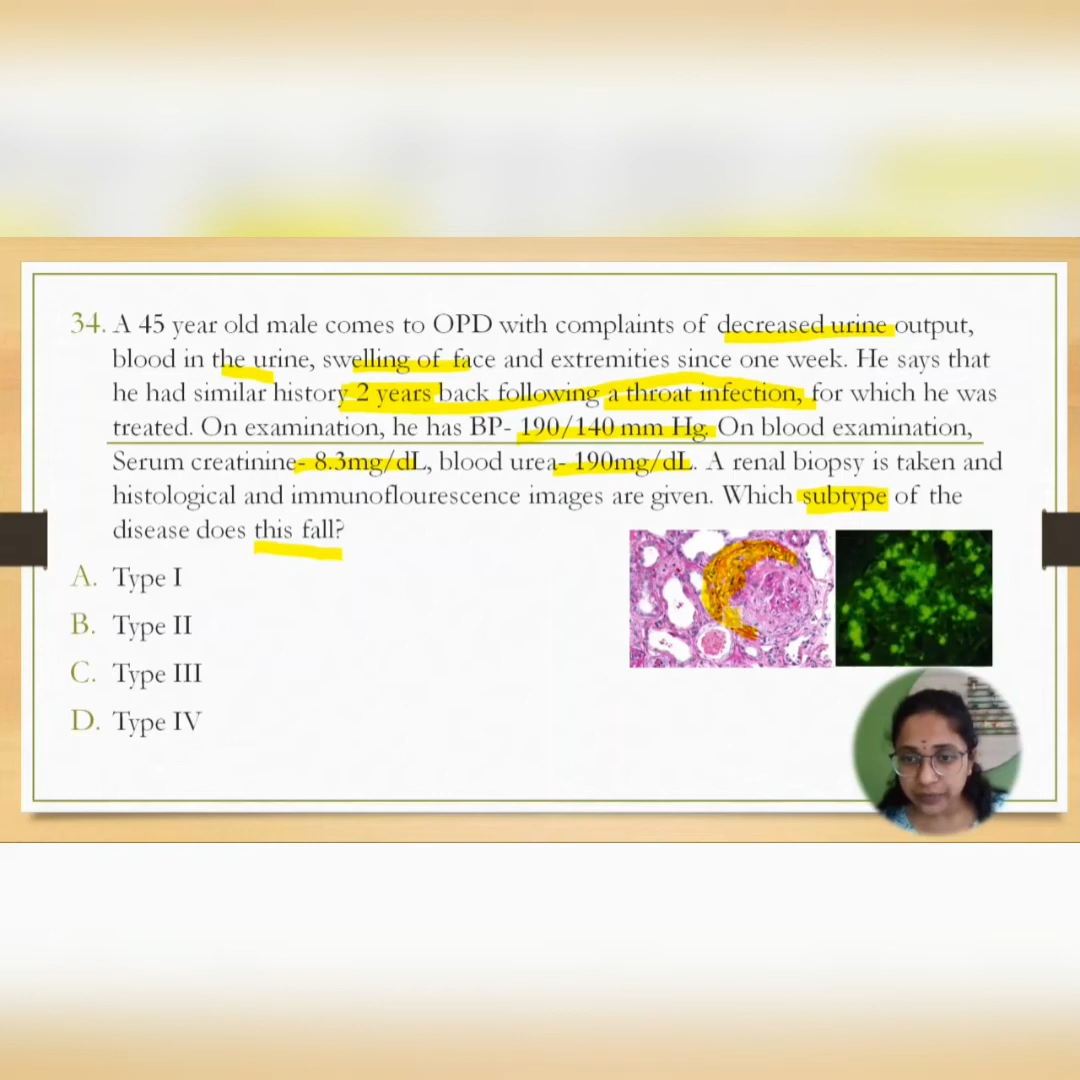 34. A 45 year old male comes to OPD with complaints of decreased urine output,
blood in the urine, swelling of face and extremities since one week. He says that
he had similar history 2 years back following a throat infection, for which he was
treated. On examination, he has BP- 190/140 mm Hg. On blood examination,
Serum creatinine- 8.3mg/dL, blood urea- 190mg/dL. A renal biopsy is taken and
histological and immunoflourescence images are given. Which subtype of the
disease does this fall?
A. Type I
B. Type II
C. Type III
D. Type IV